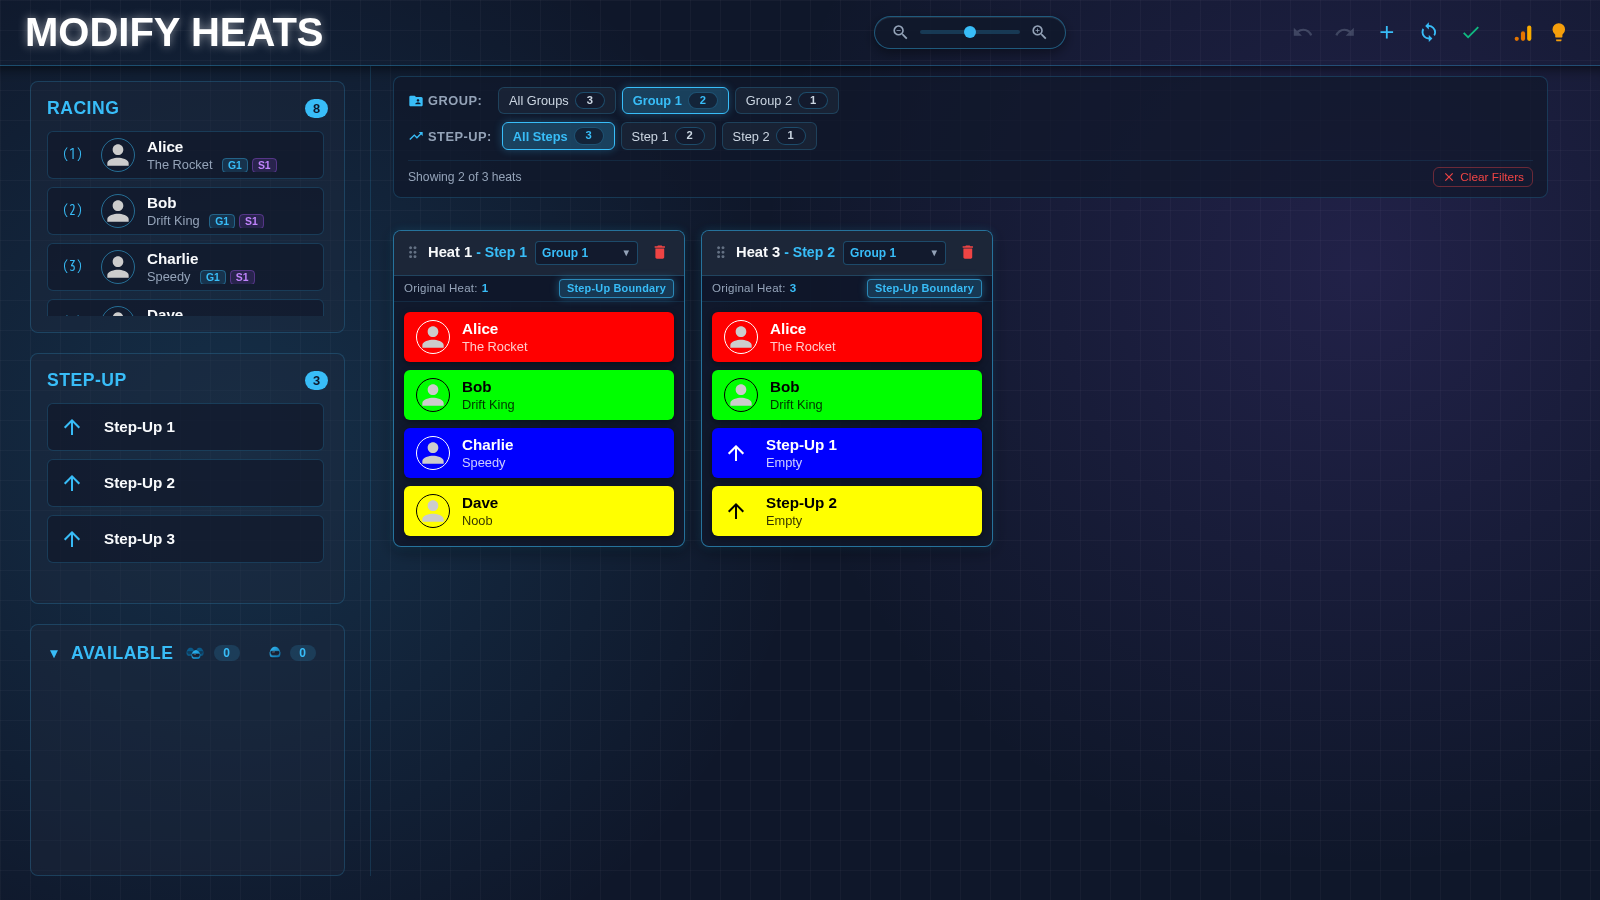 MODIFY HEATS
RACING 8
(1) Alice
The Rocket G1 S1
(2) Bob
Drift King G1 S1
(3) Charlie
Speedy G1 S1
Dave
STEP-UP 3
Step-Up 1
Step-Up 2
Step-Up 3
▼ AVAILABLE 0 0
GROUP: All Groups 3 Group 1 2 Group 2 1
STEP-UP: All Steps 3 Step 1 2 Step 2 1
Showing 2 of 3 heats Clear Filters
Heat 1 - Step 1 Group 1 ▼
Original Heat: 1 Step-Up Boundary
Alice
The Rocket
Bob
Drift King
Charlie
Speedy
Dave
Noob
Heat 3 - Step 2 Group 1 ▼
Original Heat: 3 Step-Up Boundary
Alice
The Rocket
Bob
Drift King
Step-Up 1
Empty
Step-Up 2
Empty